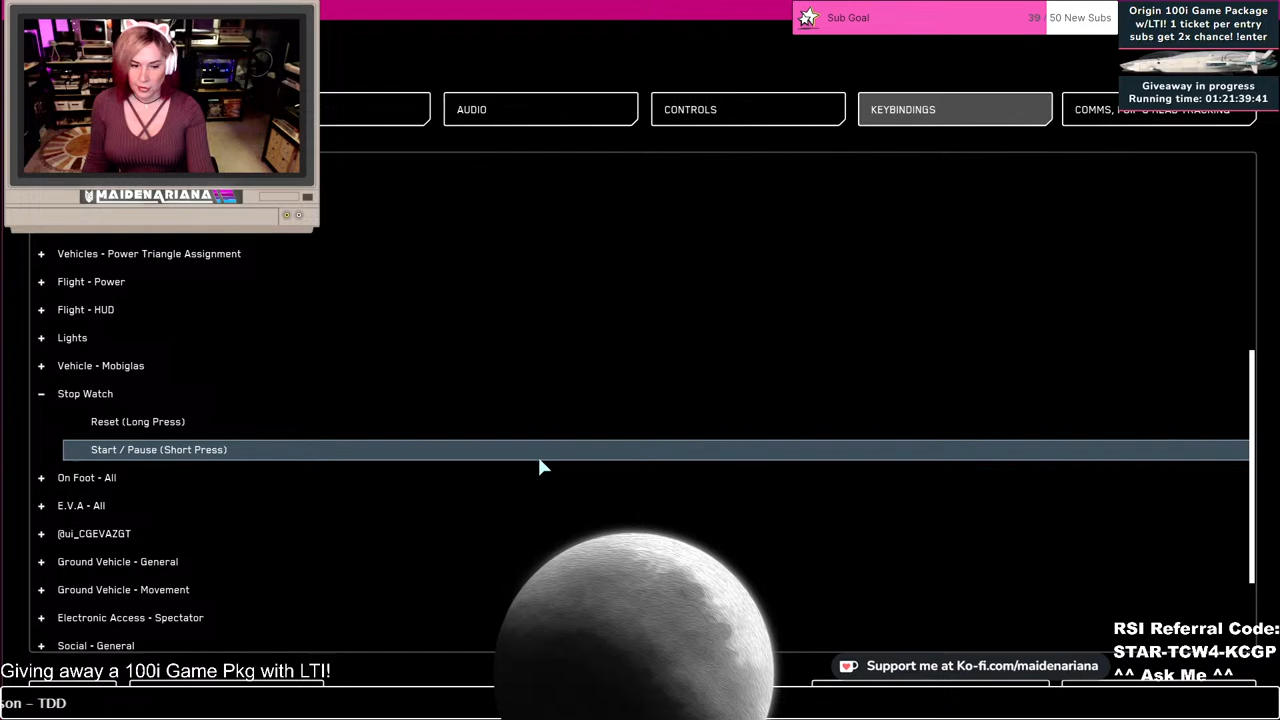 Sub Goal
39 / 50 New Subs
Origin 100i Game Package
w/LTI! 1 ticket per entry
subs get 2x chance! !enter
Giveaway in progress
Running time: 01:21:39:41
AUDIO
CONTROLS
KEYBINDINGS
COMMS,
MAIDENARIANA
+ Vehicles - Power Triangle Assignment
+ Flight - Power
+ Flight - HUD
+ Lights
+ Vehicle - Mobiglas
- Stop Watch
Reset (Long Press)
Start / Pause (Short Press)
+ On Foot - All
+ E.V.A - All
+ @ui_CGEVAZGT
+ Ground Vehicle - General
+ Ground Vehicle - Movement
+ Electronic Access - Spectator
+ Social - General
RSI Referral Code:
STAR-TCW4-KCGP
^^ Ask Me ^^
Support me at Ko-fi.com/maidenariana
Giving away a 100i Game Pkg with LTI!
son – TDD